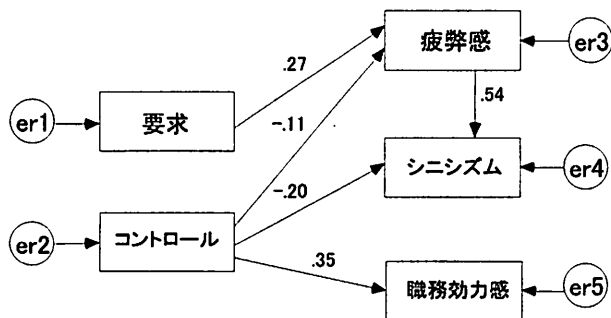 疲弊感
er3
.27
.54
er1
要求
-.11
シニシズム
er4
-.20
er2
コントロール
.35
職務効力感
er5